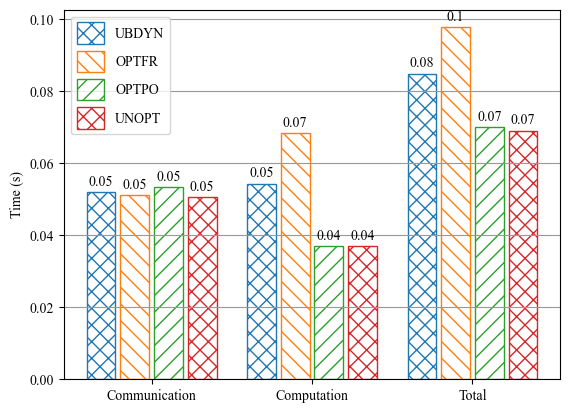 0.10
0.08
0.06
0.04
0.02
0.00
Time (s)
UBDYN
OPTFR
OPTPO
UNOPT
0.05 0.05 0.05 0.05
0.05 0.07 0.04 0.04
0.08 0.1 0.07 0.07
Communication Computation Total